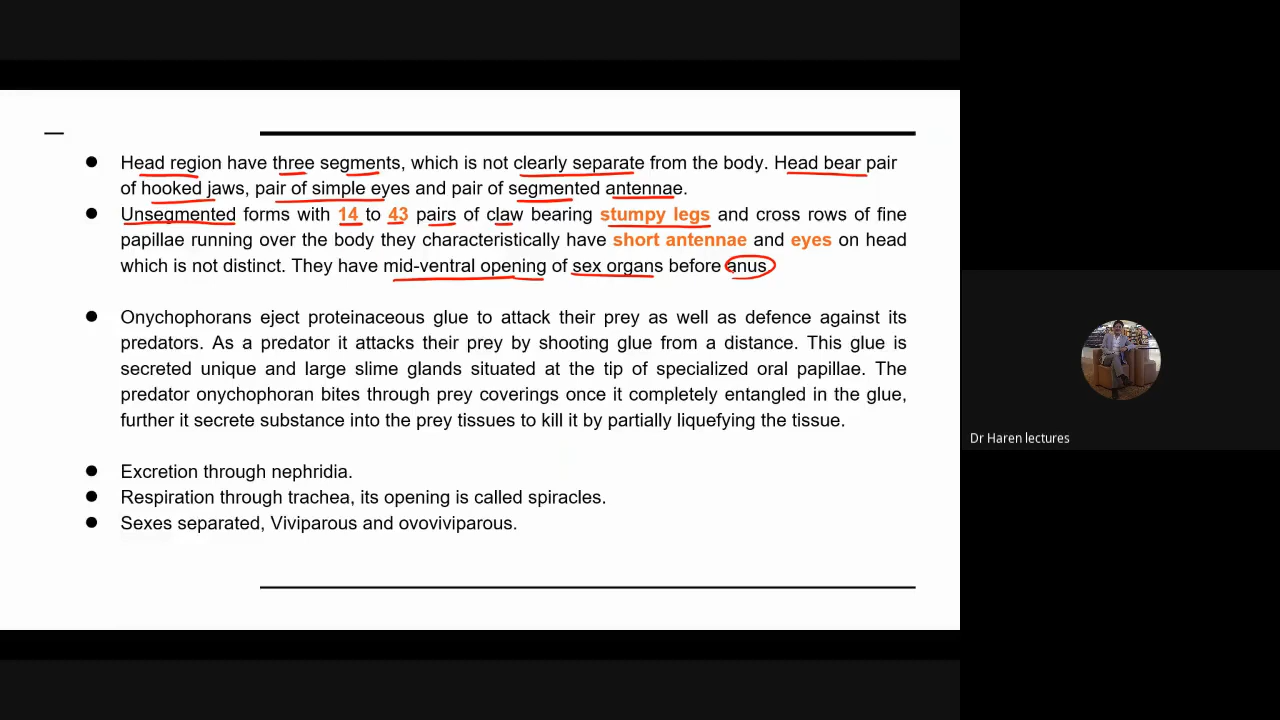 ● Head region have three segments, which is not clearly separate from the body. Head bear pair
of hooked jaws, pair of simple eyes and pair of segmented antennae.
● Unsegmented forms with 14 to 43 pairs of claw bearing stumpy legs and cross rows of fine
papillae running over the body they characteristically have short antennae and eyes on head
which is not distinct. They have mid-ventral opening of sex organs before anus
● Onychophorans eject proteinaceous glue to attack their prey as well as defence against its
predators. As a predator it attacks their prey by shooting glue from a distance. This glue is
secreted unique and large slime glands situated at the tip of specialized oral papillae. The
predator onychophoran bites through prey coverings once it completely entangled in the glue,
further it secrete substance into the prey tissues to kill it by partially liquefying the tissue.
● Excretion through nephridia.
● Respiration through trachea, its opening is called spiracles.
● Sexes separated, Viviparous and ovoviviparous.
Dr Haren lectures